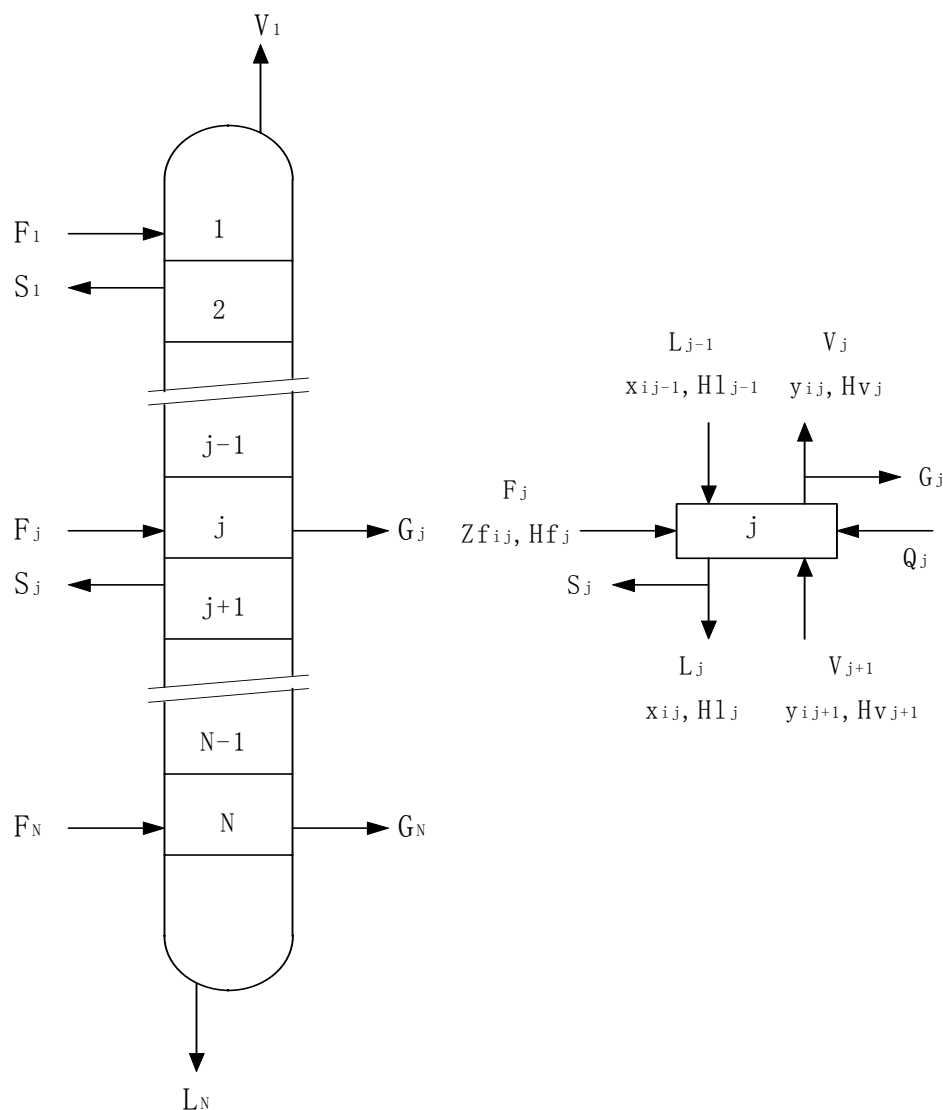 V1
F1
1
S1
2
j-1
Fj
j
Gj
Sj
j+1
N-1
FN
N
GN
LN
Lj-1
Vj
xij-1, Hlj-1
yij, Hvj
Fj
Gj
Zfij, Hfj
j
Qj
Sj
Lj
Vj+1
xij, Hlj
yij+1, Hvj+1